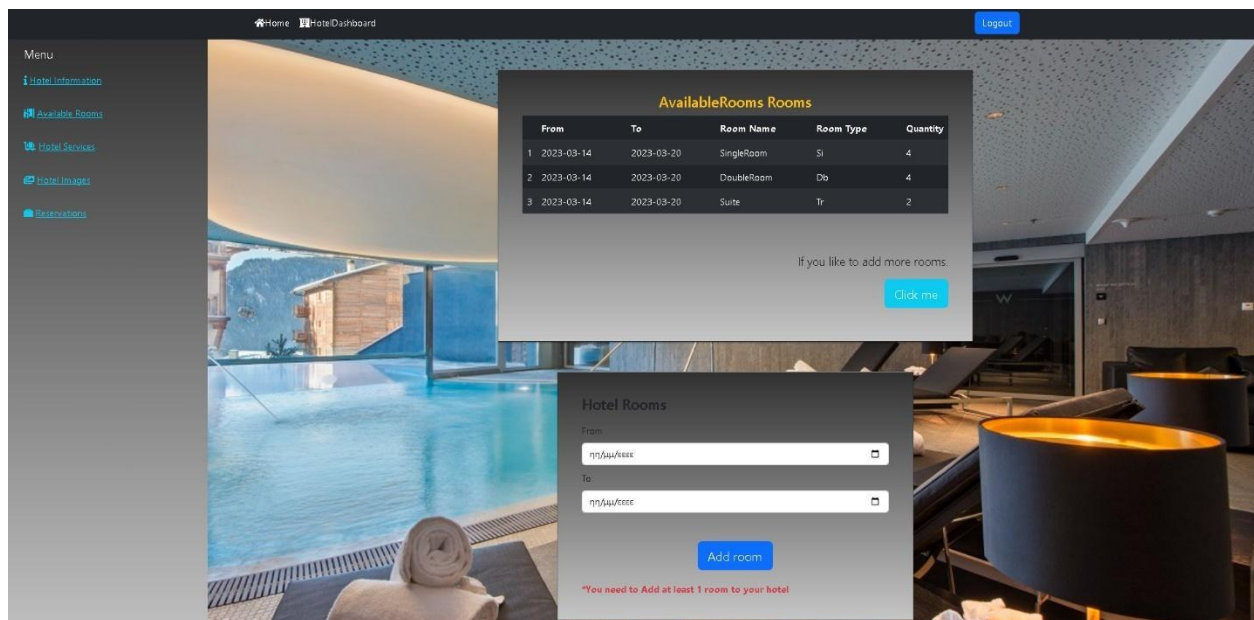 Home HotelDashboard Logout
Menu
Hotel Information
Available Rooms
Hotel Services
Hotel Images
Reservations
AvailableRooms Rooms
From To Room Name Room Type Quantity
1 2023-03-14 2023-03-20 SingleRoom Si 4
2 2023-03-14 2023-03-20 DoubleRoom Db 4
3 2023-03-14 2023-03-20 Suite Tr 2
If you like to add more rooms.
Click me
W
Hotel Rooms
From
ηη/μμ/εεεε
To
ηη/μμ/εεεε
Add room
*You need to Add at least 1 room to your hotel